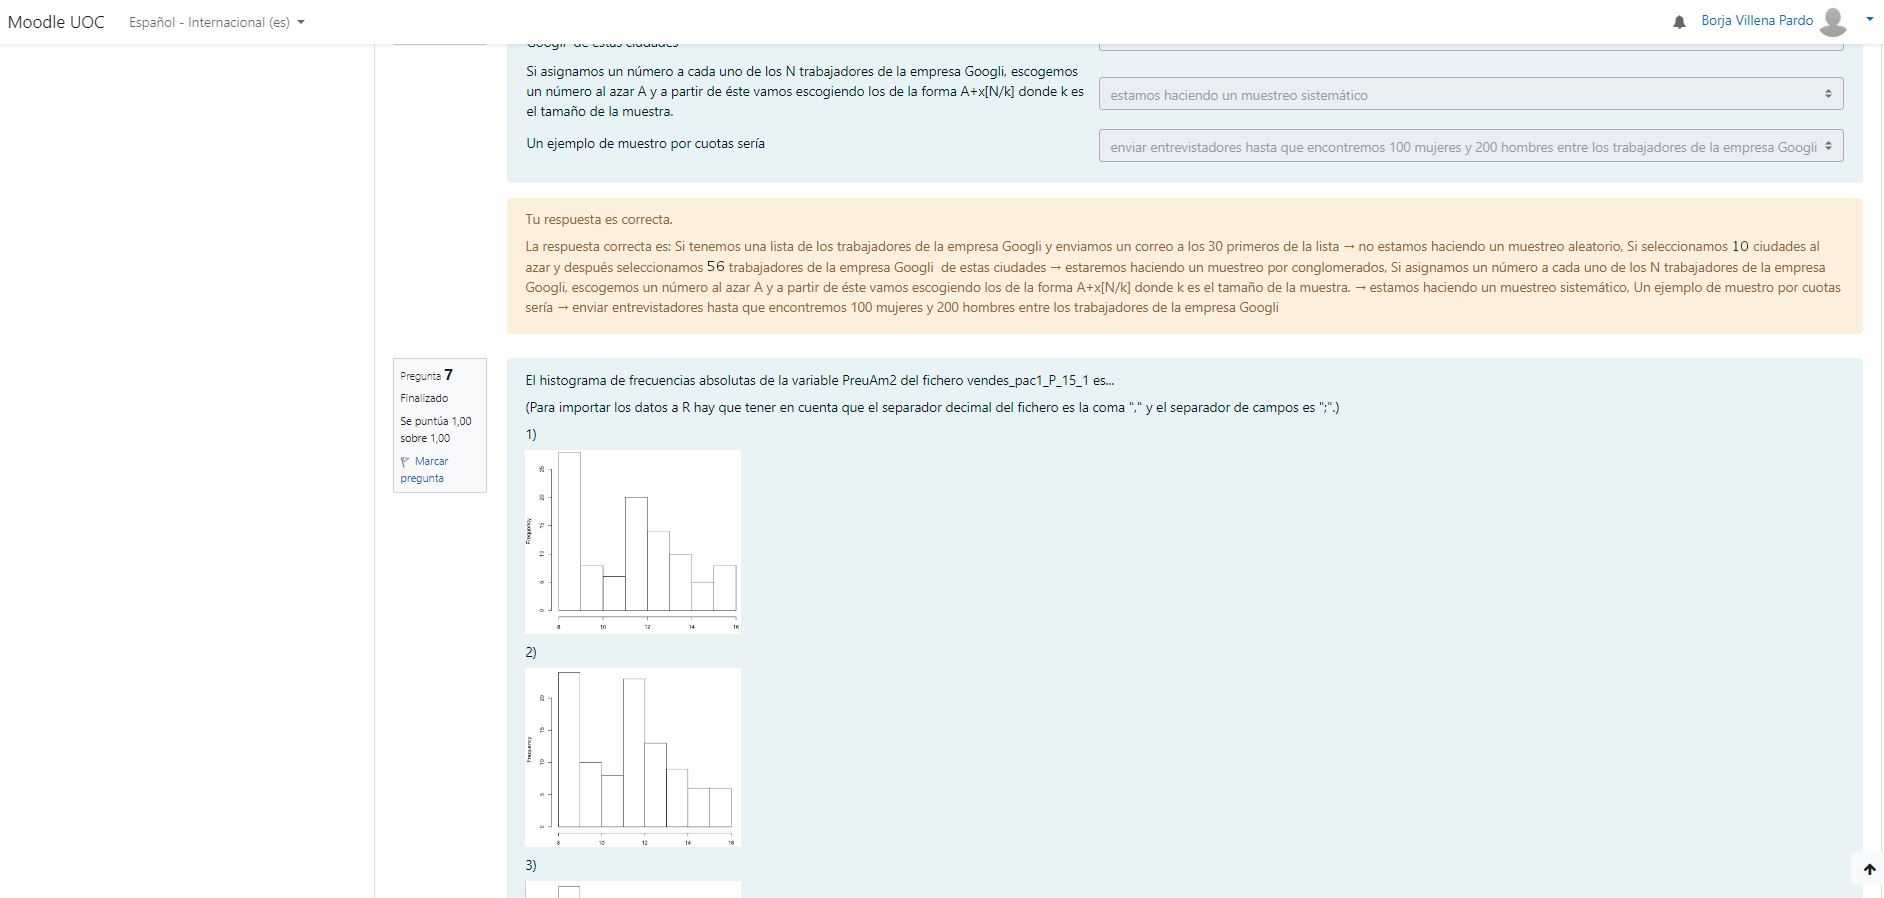 Moodle UOC
Español - Internacional (es)
Borja Villena Pardo
Googli de estas ciudades
Si asignamos un número a cada uno de los N trabajadores de la empresa Googli, escogemos
un número al azar A y a partir de éste vamos escogiendo los de la forma A+x[N/k] donde k es
el tamaño de la muestra.
estamos haciendo un muestreo sistemático
Un ejemplo de muestro por cuotas sería
enviar entrevistadores hasta que encontremos 100 mujeres y 200 hombres entre los trabajadores de la empresa Googli
Tu respuesta es correcta.
La respuesta correcta es: Si tenemos una lista de los trabajadores de la empresa Googli y enviamos un correo a los 30 primeros de la lista → no estamos haciendo un muestreo aleatorio, Si seleccionamos 10 ciudades al
azar y después seleccionamos 56 trabajadores de la empresa Googli  de estas ciudades → estaremos haciendo un muestreo por conglomerados, Si asignamos un número a cada uno de los N trabajadores de la empresa
Googli, escogemos un número al azar A y a partir de éste vamos escogiendo los de la forma A+x[N/k] donde k es el tamaño de la muestra. → estamos haciendo un muestreo sistemático, Un ejemplo de muestro por cuotas
sería → enviar entrevistadores hasta que encontremos 100 mujeres y 200 hombres entre los trabajadores de la empresa Googli
Pregunta 7
Finalizado
Se puntúa 1,00
sobre 1,00
Marcar
pregunta
El histograma de frecuencias absolutas de la variable PreuAm2 del fichero vendes_pac1_P_15_1 es...
(Para importar los datos a R hay que tener en cuenta que el separador decimal del fichero es la coma "," y el separador de campos es ";".)
1)
Frequency
25
20
15
10
5
0
8 10 12 14 16
2)
Frequency
20
15
10
5
0
8 10 12 14 16
3)